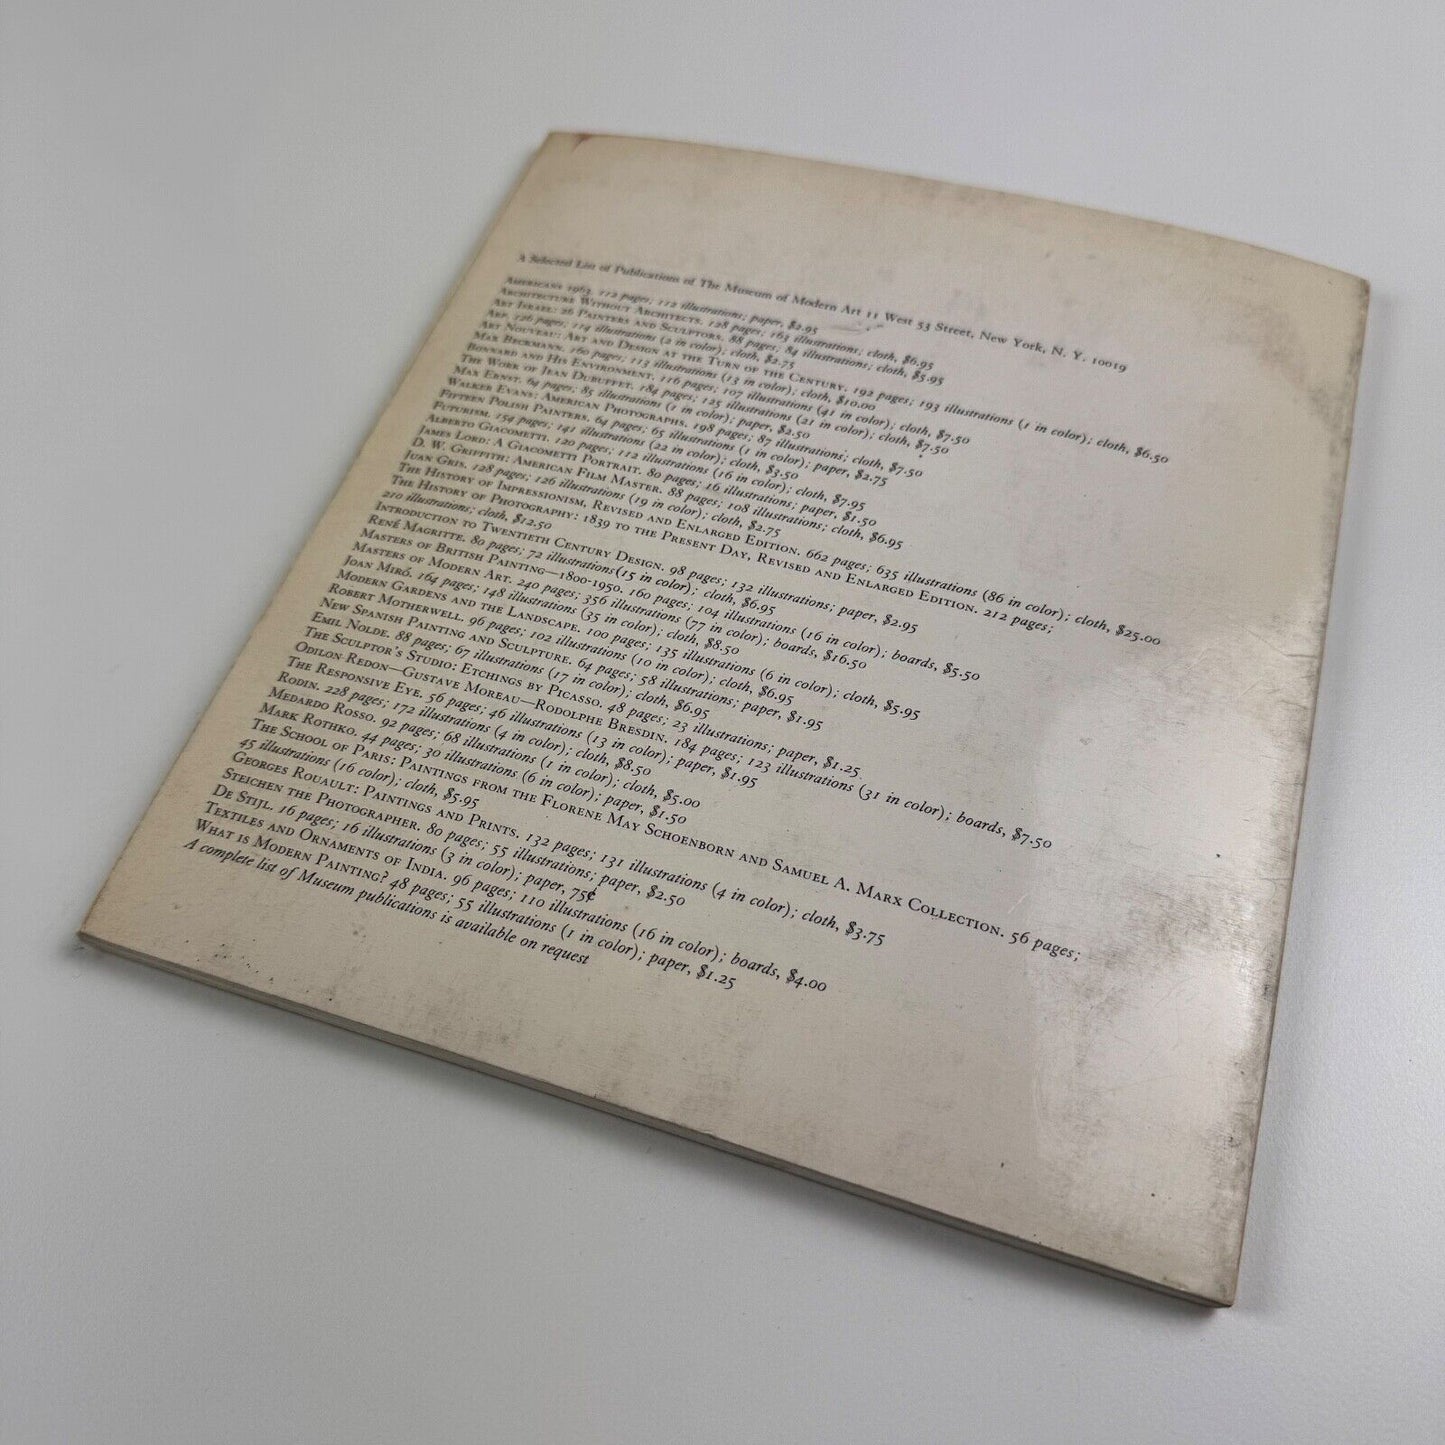 A Selected List of Publications of The Museum of Modern Art 11 West 53 Street, New York, N. Y. 10019
Americans 1963. 112 pages; 112 illustrations; paper, $2.95
Architecture Without Architects. 128 pages; 163 illustrations; cloth, $6.95
Art Israel: 26 Painters and Sculptors. 88 pages; 84 illustrations; cloth, $5.95
Arp. 126 pages; 114 illustrations (2 in color); cloth, $2.75
Art Nouveau: Art and Design at the Turn of the Century. 192 pages; 193 illustrations (1 in color); cloth, $6.50
Max Beckmann. 160 pages; 113 illustrations (13 in color); cloth, $10.00
Bonnard and His Environment. 116 pages; 107 illustrations (41 in color); cloth, $7.50
The Work of Jean Dubuffet. 184 pages; 125 illustrations (21 in color); cloth, $7.50
Max Ernst. 64 pages; 85 illustrations (1 in color); paper, $2.50
Walker Evans: American Photographs. 198 pages; 87 illustrations; cloth, $7.50
Fifteen Polish Painters. 64 pages; 65 illustrations (1 in color); paper, $2.75
Futurism. 154 pages; 141 illustrations (22 in color); cloth, $3.50
Alberto Giacometti. 120 pages; 112 illustrations (16 in color); cloth, $7.95
James Lord: A Giacometti Portrait. 80 pages; 16 illustrations; paper, $1.50
D. W. Griffith: American Film Master. 88 pages; 108 illustrations; cloth, $6.95
Juan Gris. 128 pages; 126 illustrations (19 in color); cloth, $2.75
The History of Impressionism, Revised and Enlarged Edition. 662 pages; 635 illustrations (86 in color); cloth, $25.00
The History of Photography: 1839 to the Present Day, Revised and Enlarged Edition. 212 pages;
210 illustrations; cloth, $12.50
Introduction to Twentieth Century Design. 98 pages; 132 illustrations; paper, $2.95
René Magritte. 80 pages; 72 illustrations (15 in color); cloth, $6.95
Masters of British Painting—1800-1950. 160 pages; 104 illustrations (16 in color); boards, $5.50
Masters of Modern Art. 240 pages; 356 illustrations (77 in color); boards, $16.50
Joan Miró. 164 pages; 148 illustrations (35 in color); cloth, $8.50
Modern Gardens and the Landscape. 100 pages; 135 illustrations (6 in color); cloth, $5.95
Robert Motherwell. 96 pages; 102 illustrations (10 in color); cloth, $6.95
New Spanish Painting and Sculpture. 64 pages; 58 illustrations; paper, $1.95
Emil Nolde. 88 pages; 67 illustrations (17 in color); cloth, $6.95
The Sculptor's Studio: Etchings by Picasso. 48 pages; 23 illustrations; paper, $1.25
Odilon Redon—Gustave Moreau—Rodolphe Bresdin. 184 pages; 123 illustrations (31 in color); boards, $7.50
The Responsive Eye. 56 pages; 46 illustrations (13 in color); paper, $1.95
Rodin. 228 pages; 172 illustrations (4 in color); cloth, $8.50
Medardo Rosso. 92 pages; 68 illustrations (1 in color); cloth, $5.00
Mark Rothko. 44 pages; 30 illustrations (6 in color); paper, $1.50
The School of Paris: Paintings from the Florene May Schoenborn and Samuel A. Marx Collection. 56 pages;
45 illustrations (16 color); cloth, $5.95
Georges Rouault: Paintings and Prints. 132 pages; 131 illustrations (4 in color); cloth, $3.75
Steichen the Photographer. 80 pages; 55 illustrations; paper, $2.50
De Stijl. 16 pages; 16 illustrations (3 in color); paper, 75¢
Textiles and Ornaments of India. 96 pages; 110 illustrations (16 in color); boards, $4.00
What is Modern Painting? 48 pages; 55 illustrations (1 in color); paper, $1.25
A complete list of Museum publications is available on request